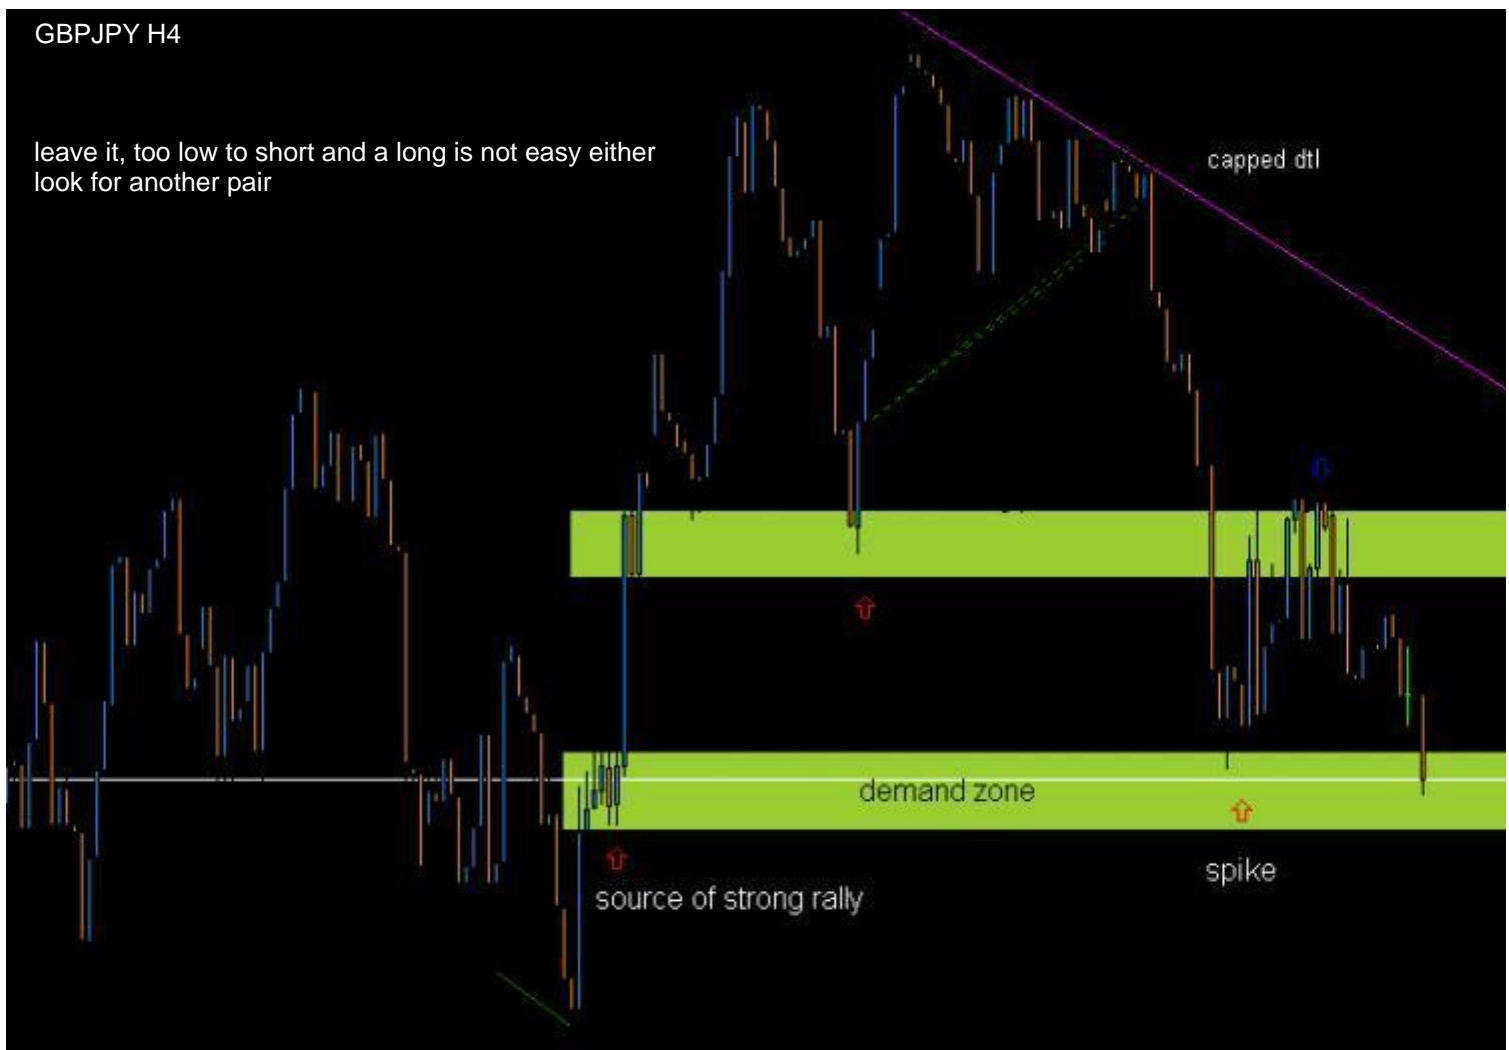 GBPJPY H4
leave it, too low to short and a long is not easy either
look for another pair
capped dtl
demand zone
spike
source of strong rally